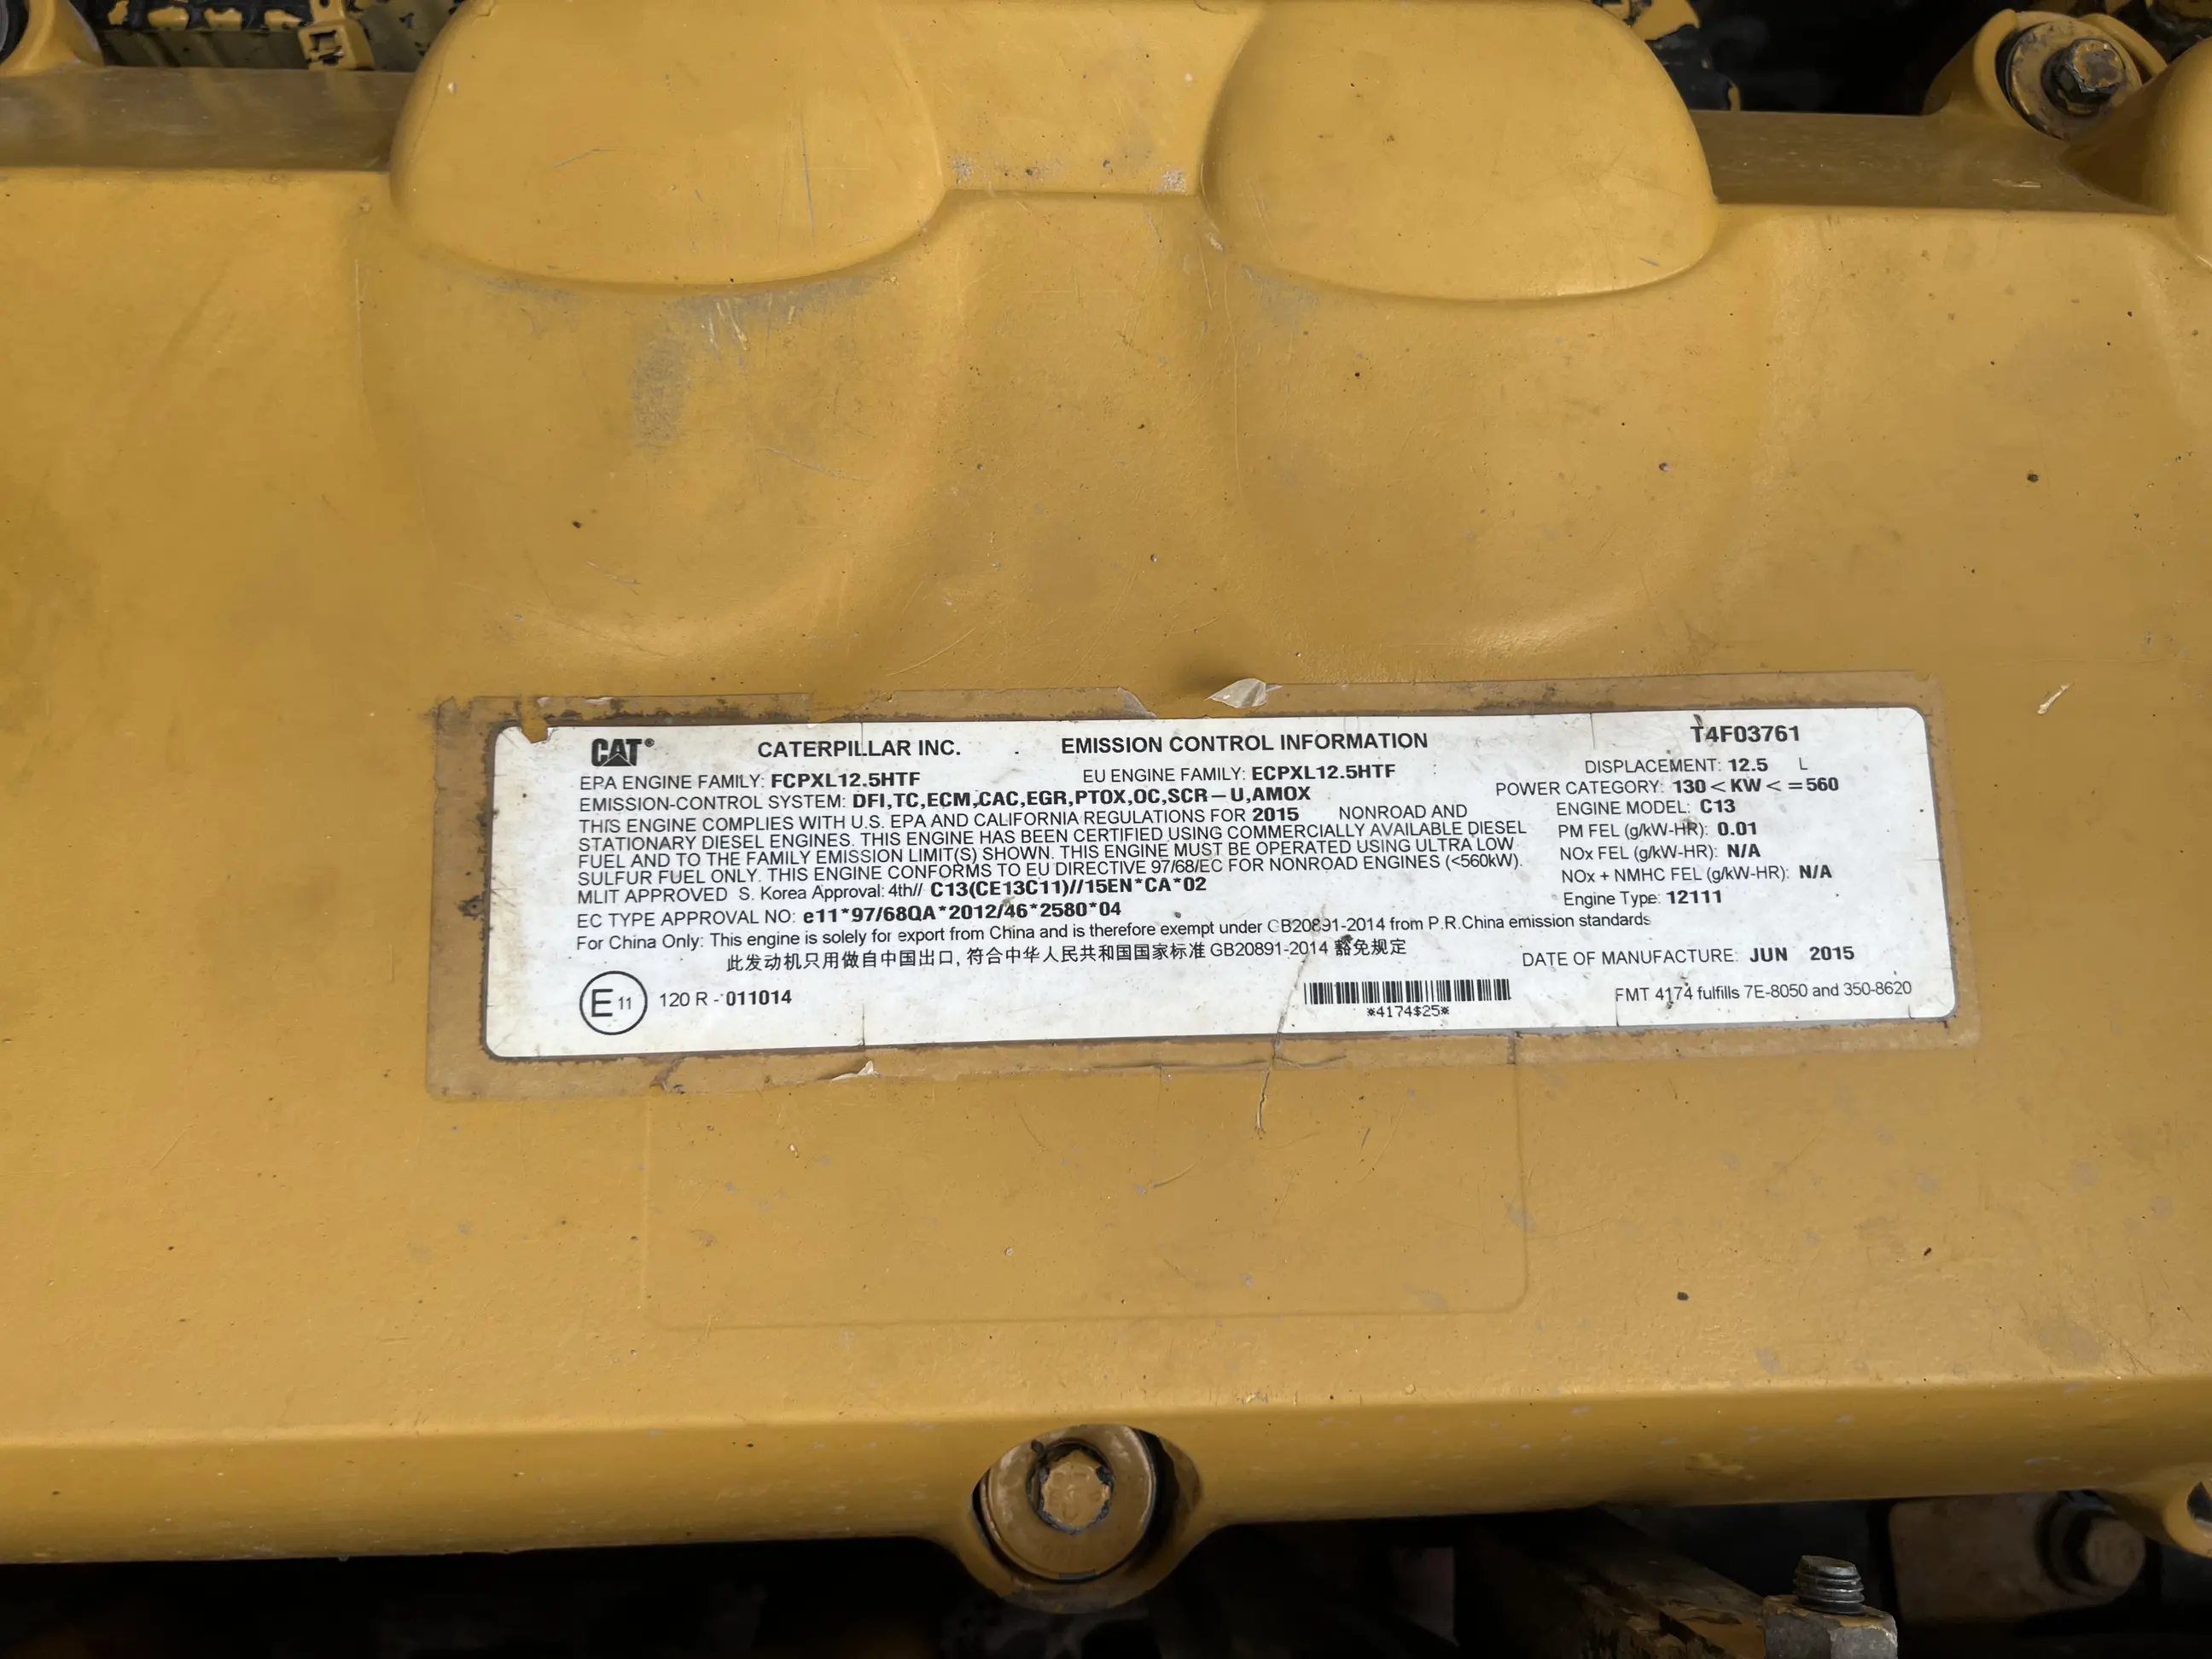 CAT® CATERPILLAR INC. EMISSION CONTROL INFORMATION T4F03761
EPA ENGINE FAMILY: FCPXL12.5HTF EU ENGINE FAMILY: ECPXL12.5HTF DISPLACEMENT: 12.5 L
EMISSION-CONTROL SYSTEM: DFI,TC,ECM,CAC,EGR,PTOX,OC,SCR-U,AMOX POWER CATEGORY: 130 < KW < = 560
THIS ENGINE COMPLIES WITH U.S. EPA AND CALIFORNIA REGULATIONS FOR 2015 NONROAD AND ENGINE MODEL: C13
STATIONARY DIESEL ENGINES. THIS ENGINE HAS BEEN CERTIFIED USING COMMERCIALLY AVAILABLE DIESEL PM FEL (g/kW-HR): 0.01
FUEL AND TO THE FAMILY EMISSION LIMIT(S) SHOWN. THIS ENGINE MUST BE OPERATED USING ULTRA LOW NOx FEL (g/kW-HR): N/A
SULFUR FUEL ONLY. THIS ENGINE CONFORMS TO EU DIRECTIVE 97/68/EC FOR NONROAD ENGINES (<560kW). NOx + NMHC FEL (g/kW-HR): N/A
MLIT APPROVED S. Korea Approval: 4th// C13(CE13C11)//15EN*CA*02 Engine Type: 12111
EC TYPE APPROVAL NO: e11*97/68QA*2012/46*2580*04
For China Only: This engine is solely for export from China and is therefore exempt under GB20891-2014 from P.R.China emission standards
此发动机只用做自中国出口, 符合中华人民共和国国家标准 GB20891-2014 豁免规定 DATE OF MANUFACTURE: JUN 2015
E11 120 R - 011014 *4174$25* FMT 4174 fulfills 7E-8050 and 350-8620